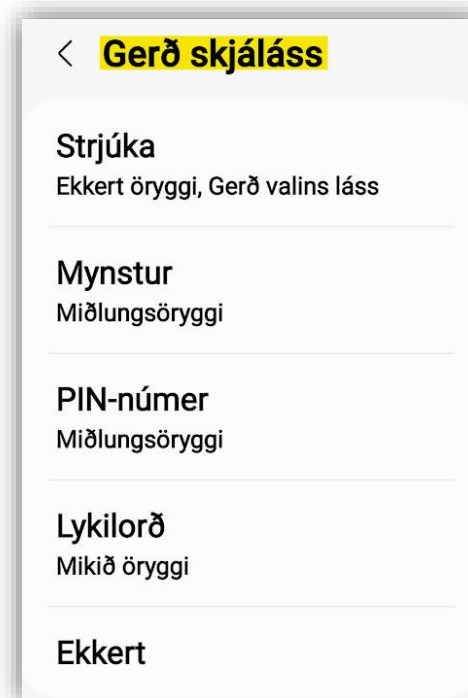 Gerð skjáláss
Strjúka
Ekkert öryggi, Gerð valins láss
Mynstur
Miðlungsöryggi
PIN-númer
Miðlungsöryggi
Lykilorð
Mikið öryggi
Ekkert